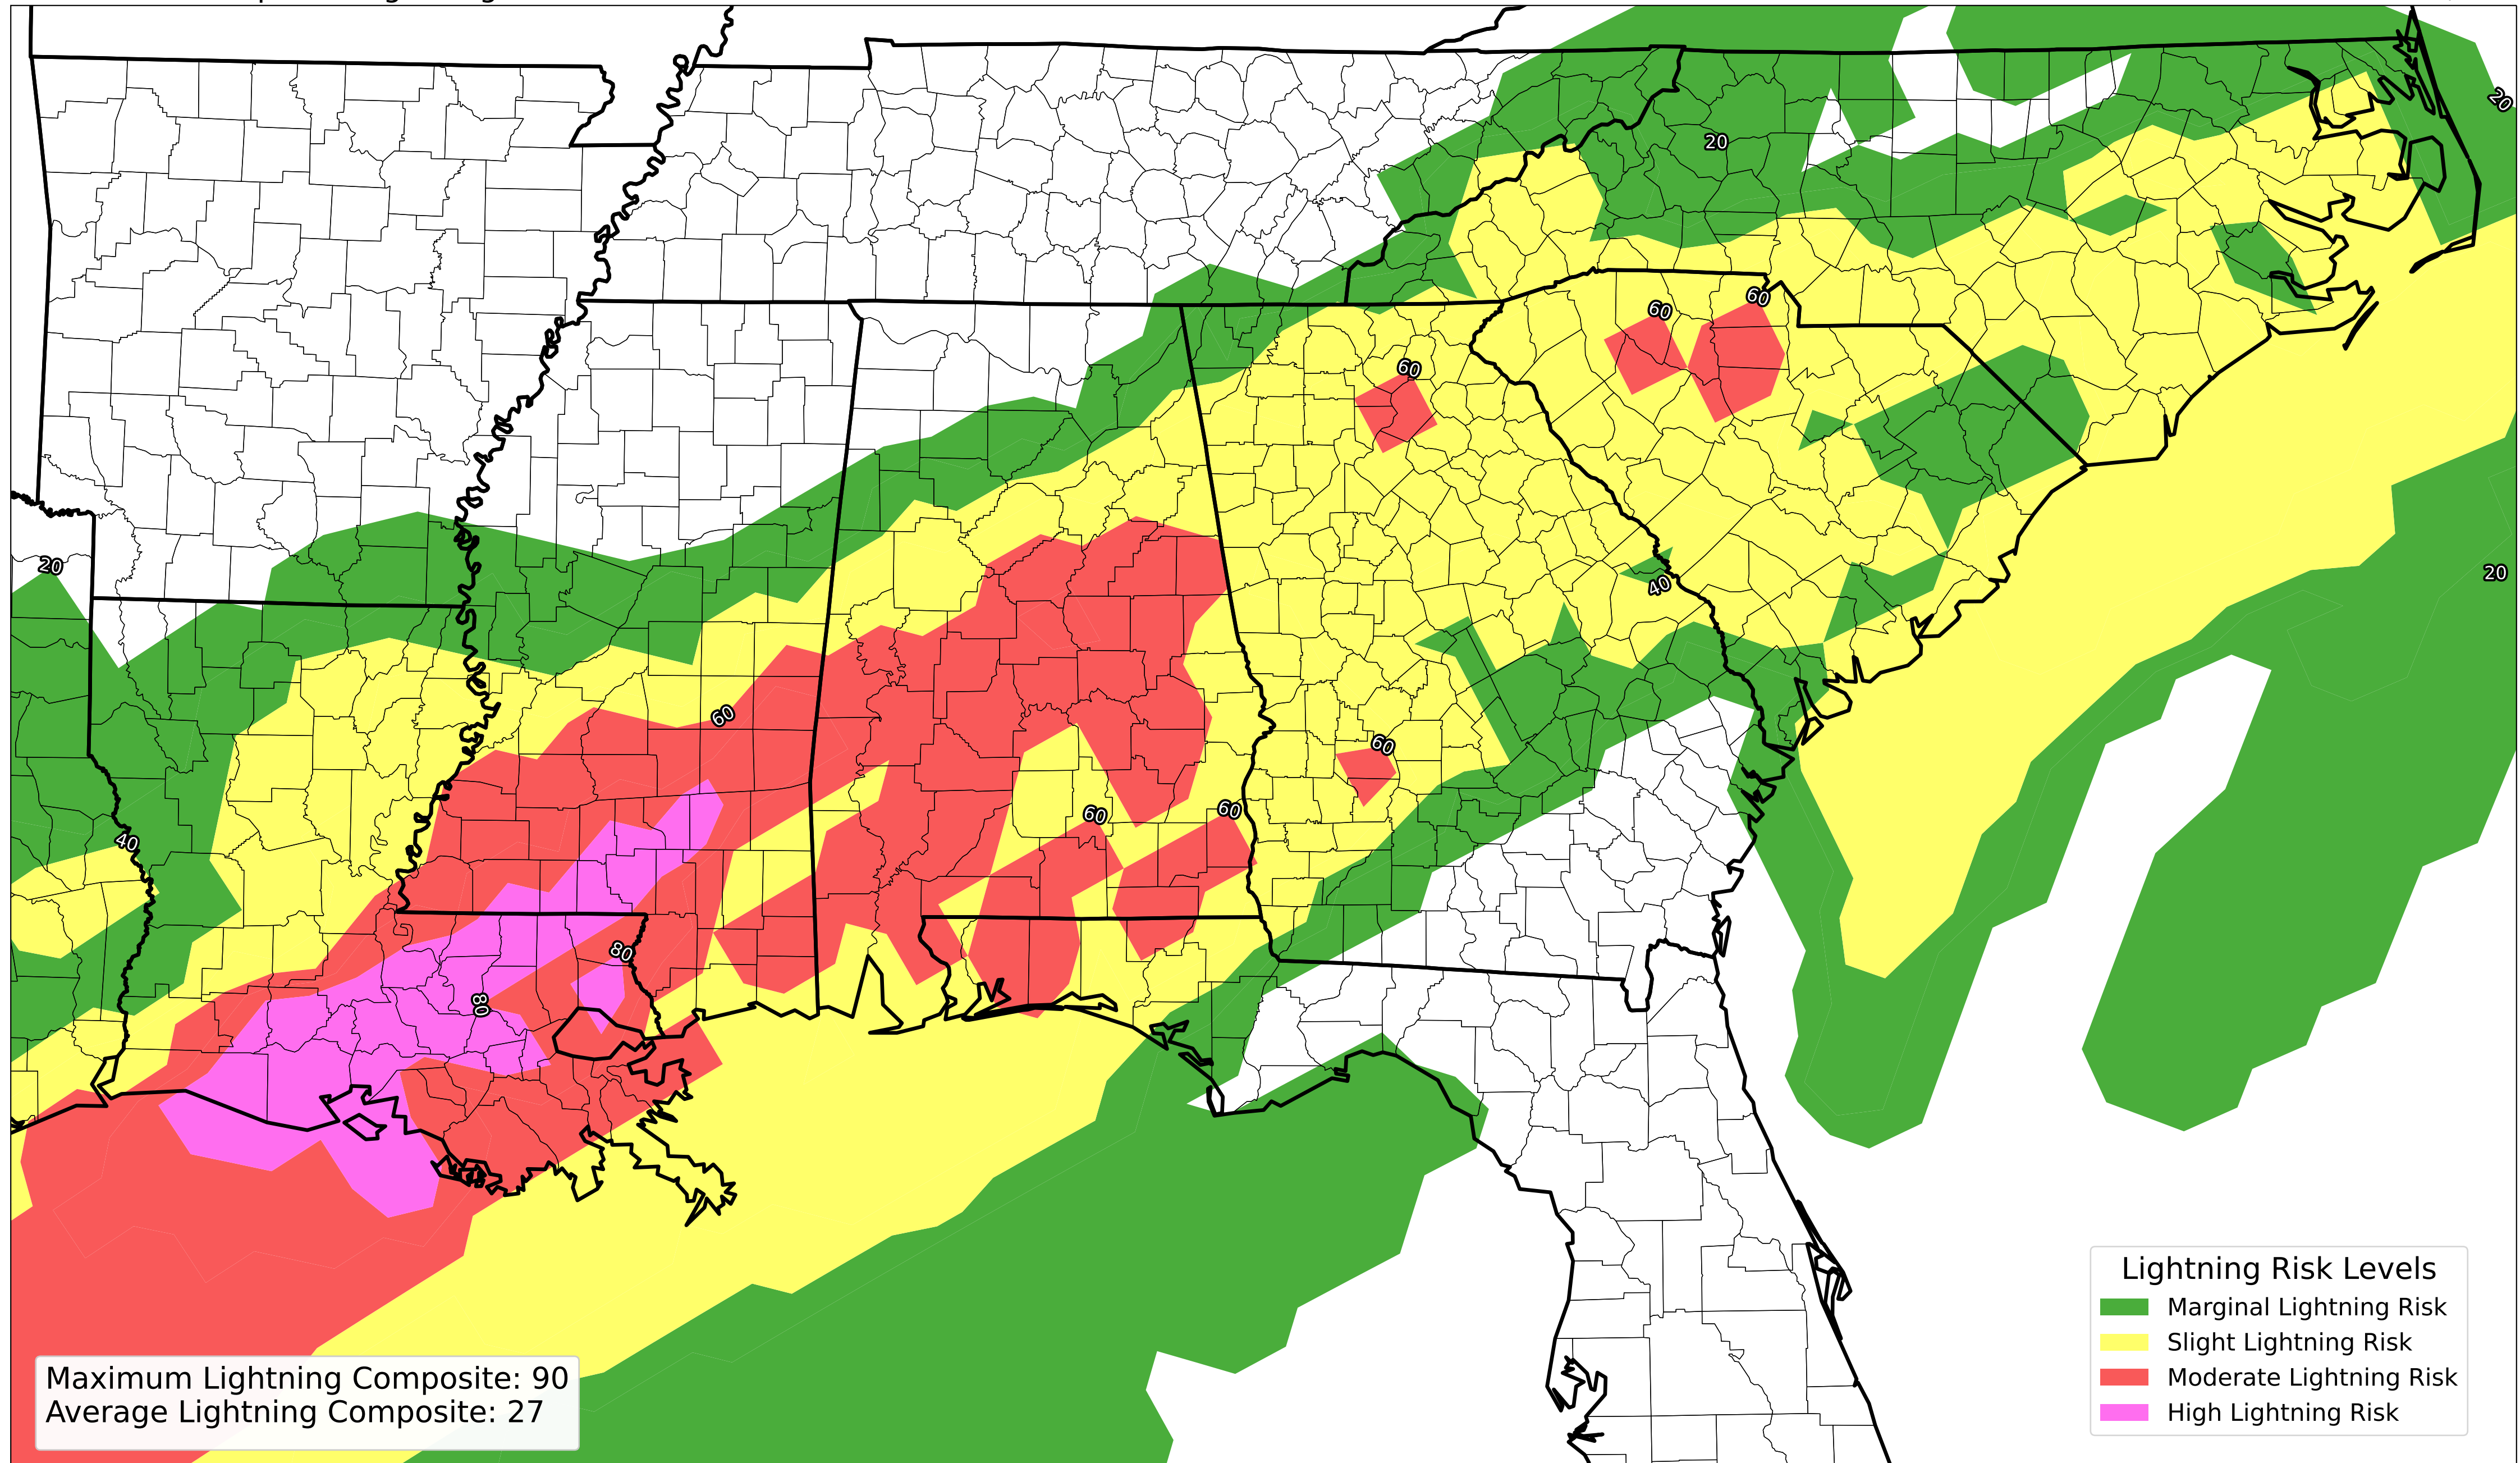 20
20
60
60
60
20
40
20
60
60
60
60
40
80
80
Lightning Risk Levels
Marginal Lightning Risk
Slight Lightning Risk
Moderate Lightning Risk
High Lightning Risk
Maximum Lightning Composite: 90
Average Lightning Composite: 27